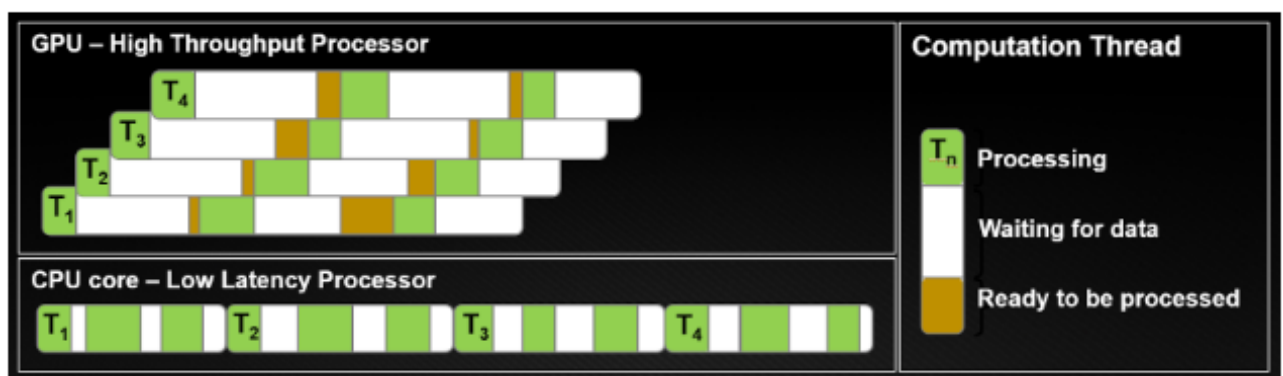 GPU – High Throughput Processor
T4
T3
T2
T1
CPU core – Low Latency Processor
T1 T2 T3 T4
Computation Thread
Tn Processing
Waiting for data
Ready to be processed